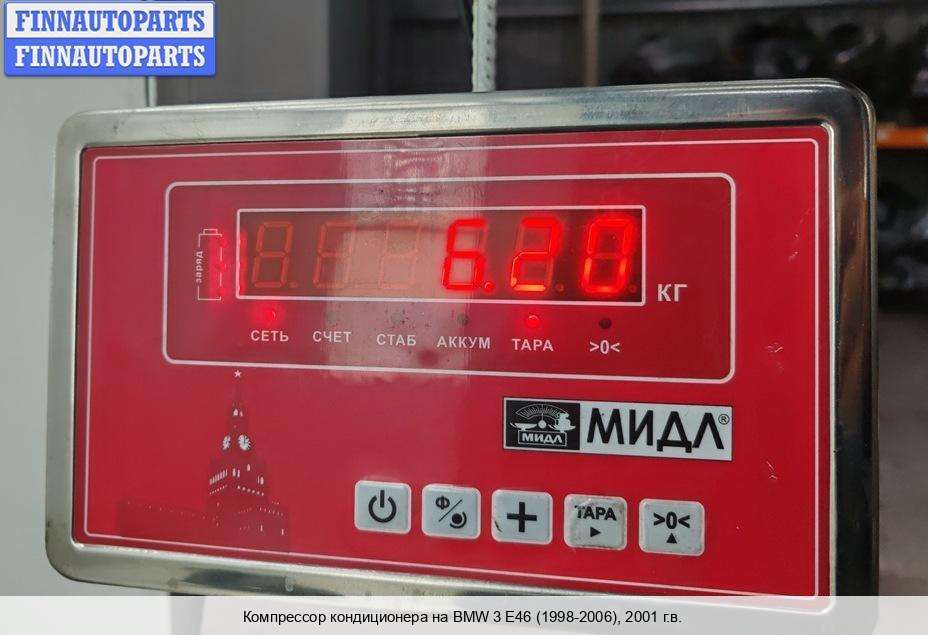 FINNAUTOPARTS
FINNAUTOPARTS
заряд
6.20
КГ
СЕТЬ СЧЕТ СТАБ АККУМ ТАРА >0<
МИДЛ
МИДЛ®
Ф/ + ТАРА >0<
Компрессор кондиционера на BMW 3 E46 (1998-2006), 2001 г.в.